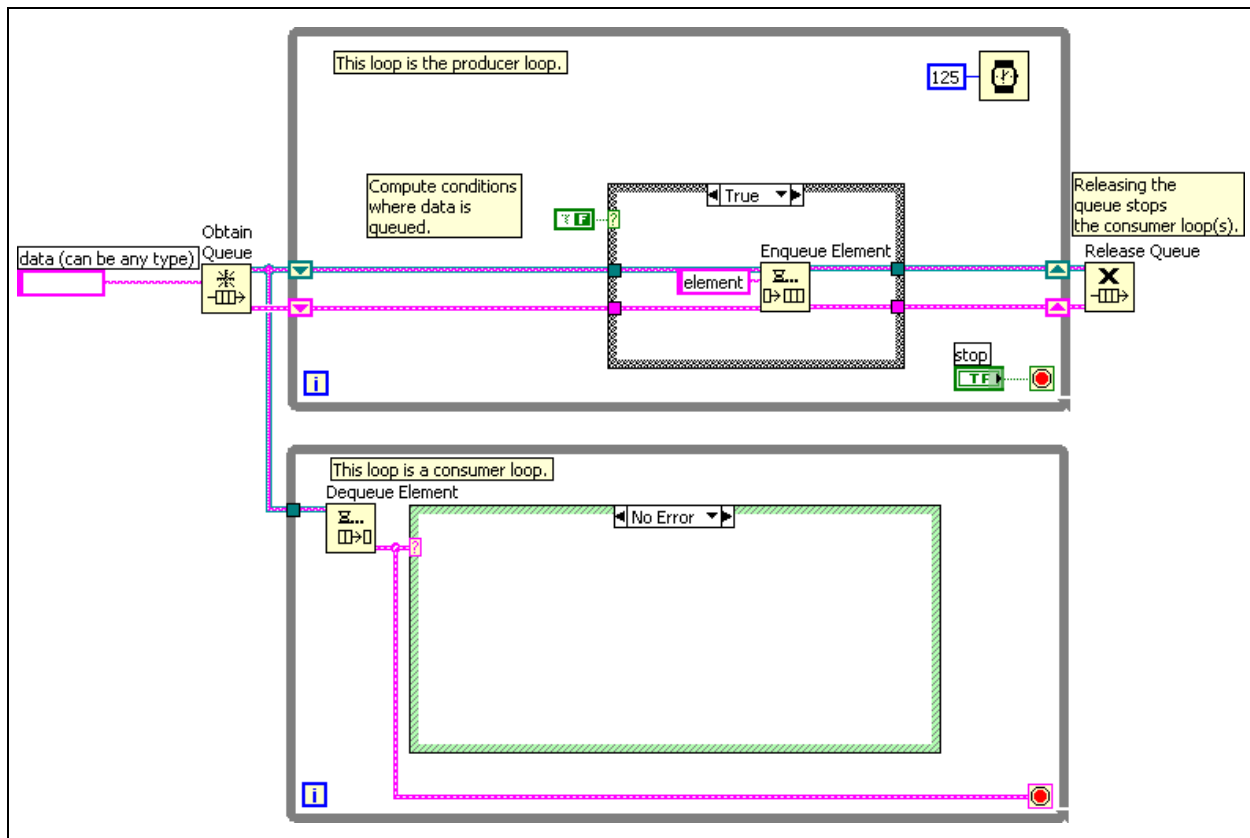 This loop is the producer loop.
125
Compute conditions
where data is
queued.
True
Releasing the
queue stops
the consumer loop(s).
? F
?
Obtain
Queue
Enqueue Element
Release Queue
data (can be any type)
element
stop
TF
i
This loop is a consumer loop.
Dequeue Element
No Error
?
i